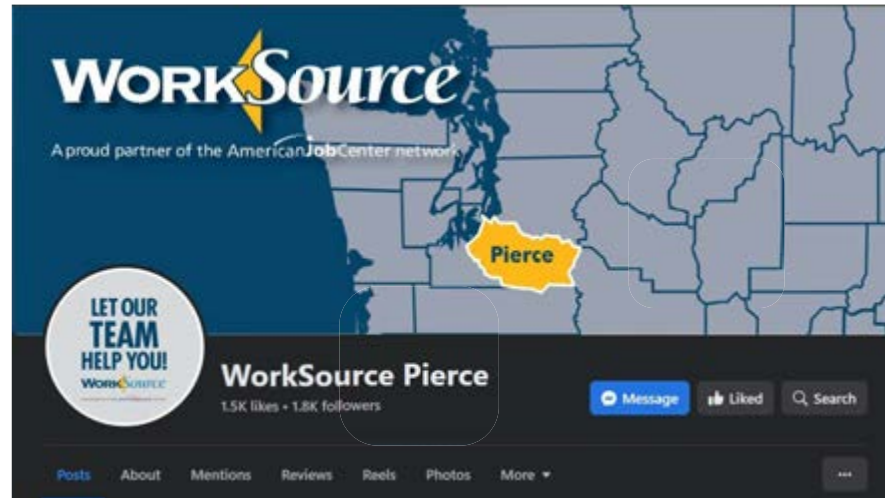 WORKSource
A proud partner of the AmericanJobCenter network
Pierce
LET OUR
TEAM
HELP YOU!
WORKSource
WorkSource Pierce
1.5K likes • 1.8K followers
Message
Liked
Search
Posts About Mentions Reviews Reels Photos More